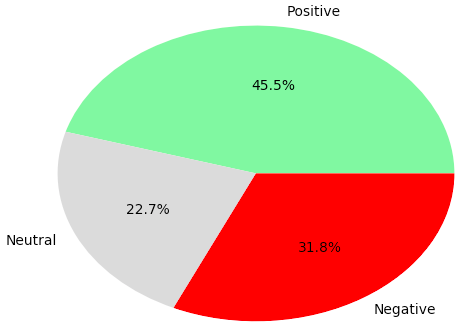 Positive
45.5%
22.7%
Neutral
31.8%
Negative